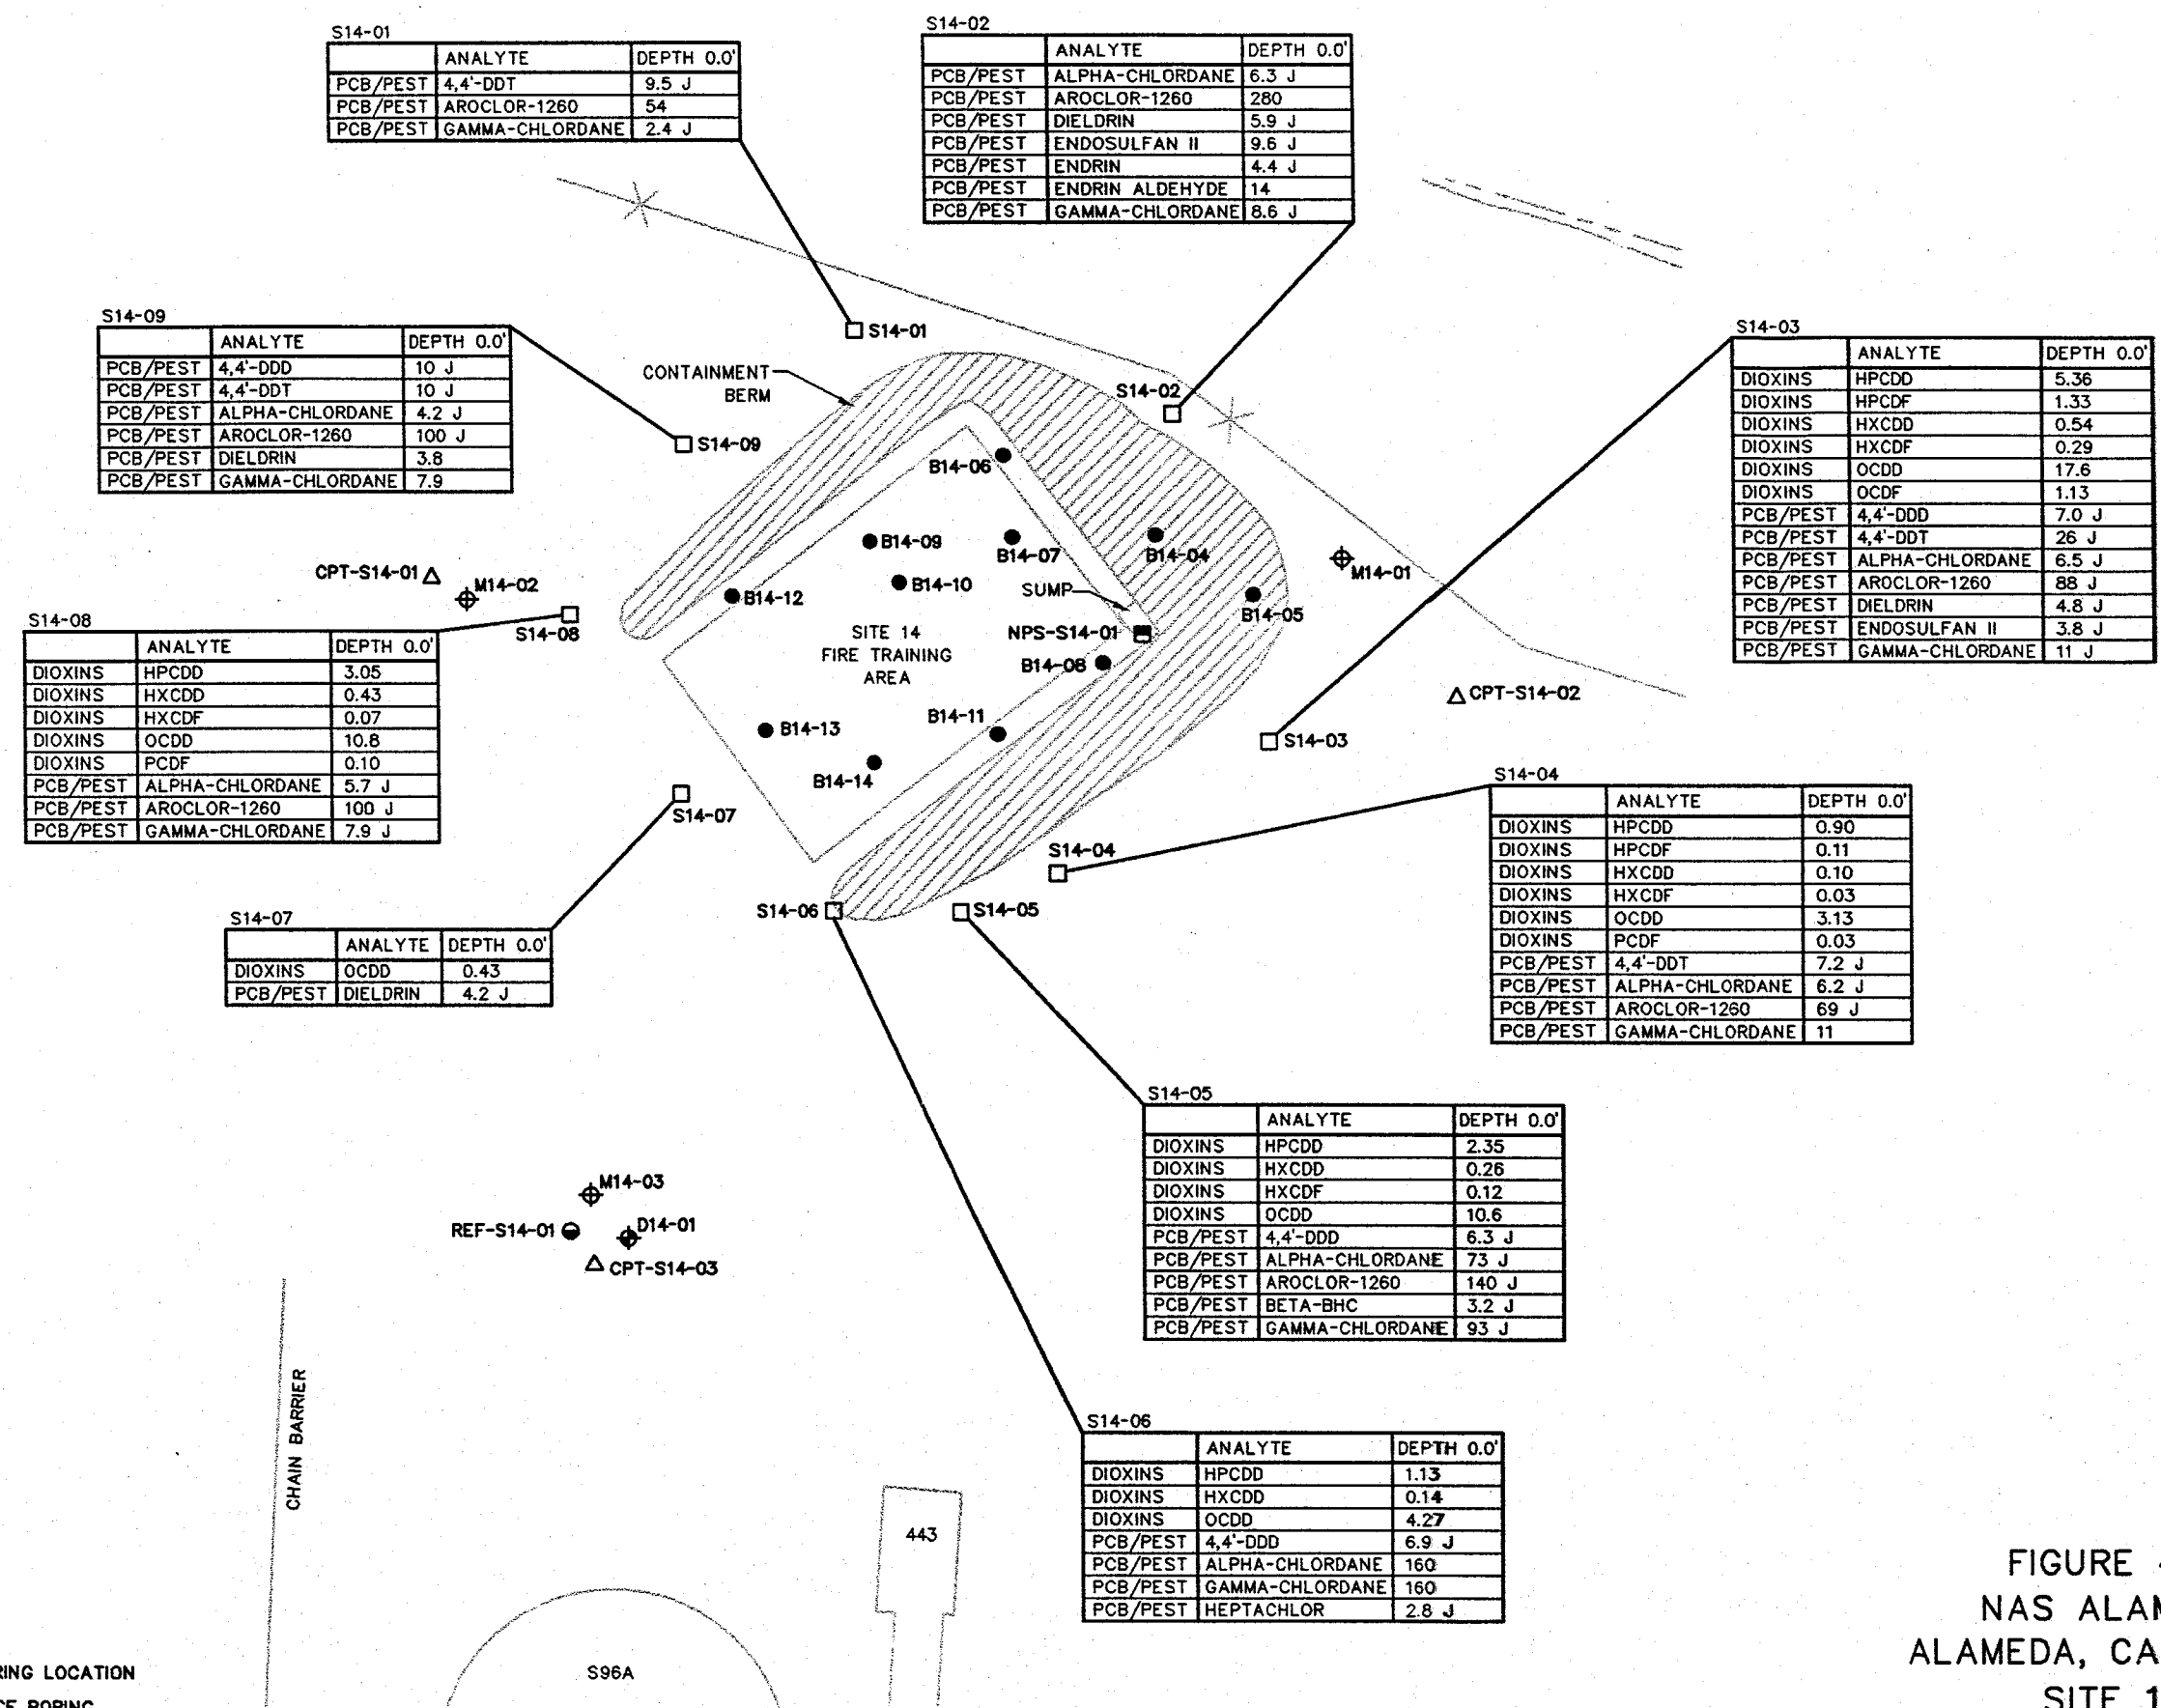 S14-01
ANALYTE DEPTH 0.0'
PCB/PEST 4,4'-DDT 9.5 J
PCB/PEST AROCLOR-1260 54
PCB/PEST GAMMA-CHLORDANE 2.4 J
S14-02
ANALYTE DEPTH 0.0'
PCB/PEST ALPHA-CHLORDANE 6.3 J
PCB/PEST AROCLOR-1260 280
PCB/PEST DIELDRIN 5.9 J
PCB/PEST ENDOSULFAN II 9.6 J
PCB/PEST ENDRIN 4.4 J
PCB/PEST ENDRIN ALDEHYDE 14
PCB/PEST GAMMA-CHLORDANE 8.6 J
S14-09
ANALYTE DEPTH 0.0'
PCB/PEST 4,4'-DDD 10 J
PCB/PEST 4,4'-DDT 10 J
PCB/PEST ALPHA-CHLORDANE 4.2 J
PCB/PEST AROCLOR-1260 100 J
PCB/PEST DIELDRIN 3.8
PCB/PEST GAMMA-CHLORDANE 7.9
S14-03
ANALYTE DEPTH 0.0'
DIOXINS HPCDD 5.36
DIOXINS HPCDF 1.33
DIOXINS HXCDD 0.54
DIOXINS HXCDF 0.29
DIOXINS OCDD 17.6
DIOXINS OCDF 1.13
PCB/PEST 4,4'-DDD 7.0 J
PCB/PEST 4,4'-DDT 26 J
PCB/PEST ALPHA-CHLORDANE 6.5 J
PCB/PEST AROCLOR-1260 88 J
PCB/PEST DIELDRIN 4.8 J
PCB/PEST ENDOSULFAN II 3.8 J
PCB/PEST GAMMA-CHLORDANE 11 J
S14-01
CONTAINMENT
BERM
S14-02
S14-09
B14-06
B14-09
B14-07
B14-04
M14-01
CPT-S14-01
M14-02
B14-10
SUMP
B14-12
B14-05
S14-08
SITE 14
FIRE TRAINING
AREA
NPS-S14-01
B14-08
CPT-S14-02
B14-11
B14-13
S14-03
B14-14
S14-07
S14-04
S14-06
S14-05
S14-08
ANALYTE DEPTH 0.0'
DIOXINS HPCDD 3.05
DIOXINS HXCDD 0.43
DIOXINS HXCDF 0.07
DIOXINS OCDD 10.8
DIOXINS PCDF 0.10
PCB/PEST ALPHA-CHLORDANE 5.7 J
PCB/PEST AROCLOR-1260 100 J
PCB/PEST GAMMA-CHLORDANE 7.9 J
S14-04
ANALYTE DEPTH 0.0'
DIOXINS HPCDD 0.90
DIOXINS HPCDF 0.11
DIOXINS HXCDD 0.10
DIOXINS HXCDF 0.03
DIOXINS OCDD 3.13
DIOXINS PCDF 0.03
PCB/PEST 4,4'-DDT 7.2 J
PCB/PEST ALPHA-CHLORDANE 6.2 J
PCB/PEST AROCLOR-1260 69 J
PCB/PEST GAMMA-CHLORDANE 11
S14-07
ANALYTE DEPTH 0.0'
DIOXINS OCDD 0.43
PCB/PEST DIELDRIN 4.2 J
S14-05
ANALYTE DEPTH 0.0'
DIOXINS HPCDD 2.35
DIOXINS HXCDD 0.26
DIOXINS HXCDF 0.12
DIOXINS OCDD 10.6
PCB/PEST 4,4'-DDD 6.3 J
PCB/PEST ALPHA-CHLORDANE 73 J
PCB/PEST AROCLOR-1260 140 J
PCB/PEST BETA-BHC 3.2 J
PCB/PEST GAMMA-CHLORDANE 93 J
M14-03
REF-S14-01
D14-01
CPT-S14-03
CHAIN BARRIER
S14-06
ANALYTE DEPTH 0.0'
DIOXINS HPCDD 1.13
DIOXINS HXCDD 0.14
DIOXINS OCDD 4.27
PCB/PEST 4,4'-DDD 6.9 J
PCB/PEST ALPHA-CHLORDANE 160
PCB/PEST GAMMA-CHLORDANE 160
PCB/PEST HEPTACHLOR 2.8 J
443
S96A
LOCATION
FIGURE
NAS
ALAMEDA,
SITE